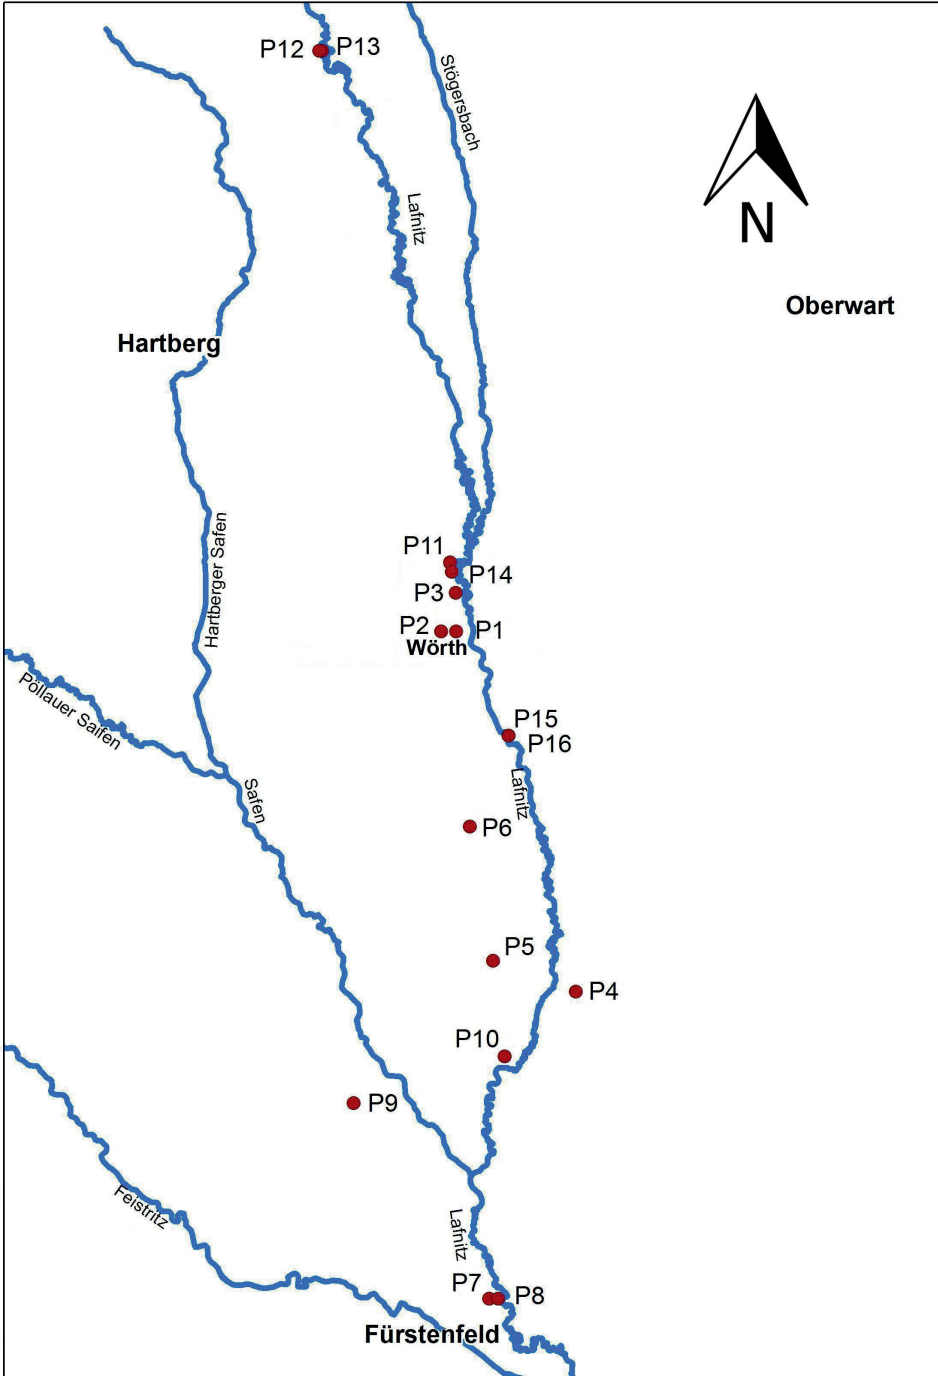 P12
P13
Stögersbach
Lafnitz
N
Oberwart
Hartberg
Hartberger Safen
P11
P14
P3
P2
P1
Wörth
Pöllauer Saifen
P15
P16
Safen
Lafnitz
P6
P5
P4
P10
P9
Feistritz
Lafnitz
P7
P8
Fürstenfeld